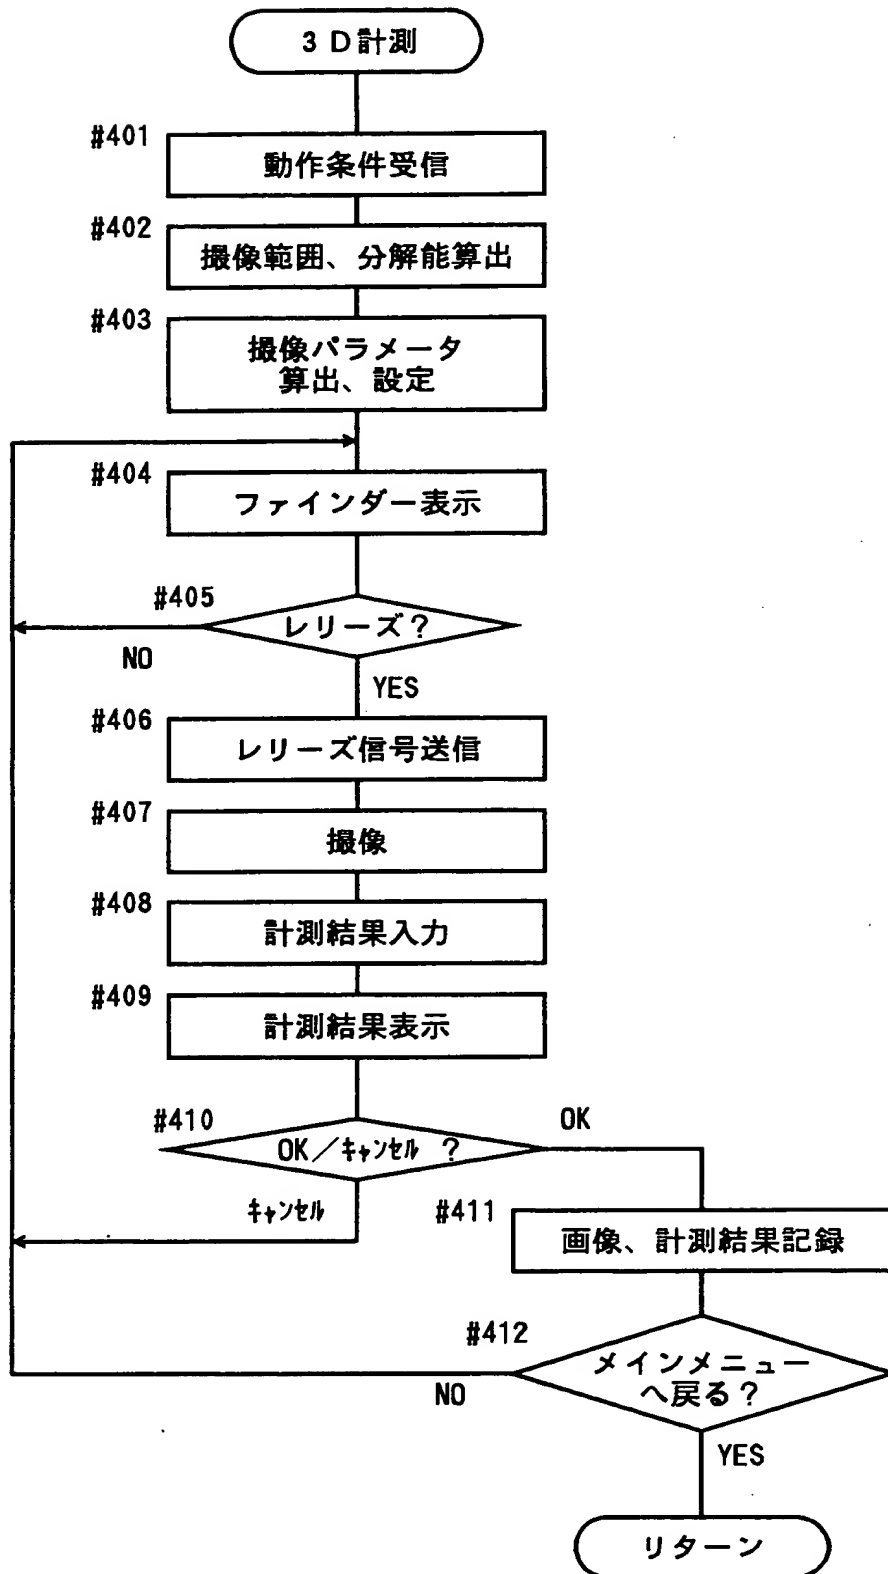 3D計測
#401
動作条件受信
#402
撮像範囲、分解能算出
#403
撮像パラメータ
算出、設定
#404
ファインダー表示
#405
レリーズ？
NO
YES
#406
レリーズ信号送信
#407
撮像
#408
計測結果入力
#409
計測結果表示
#410
OK／ｷｬﾝｾﾙ ？
OK
ｷｬﾝｾﾙ
#411
画像、計測結果記録
#412
メインメニュー
へ戻る？
NO
YES
リターン